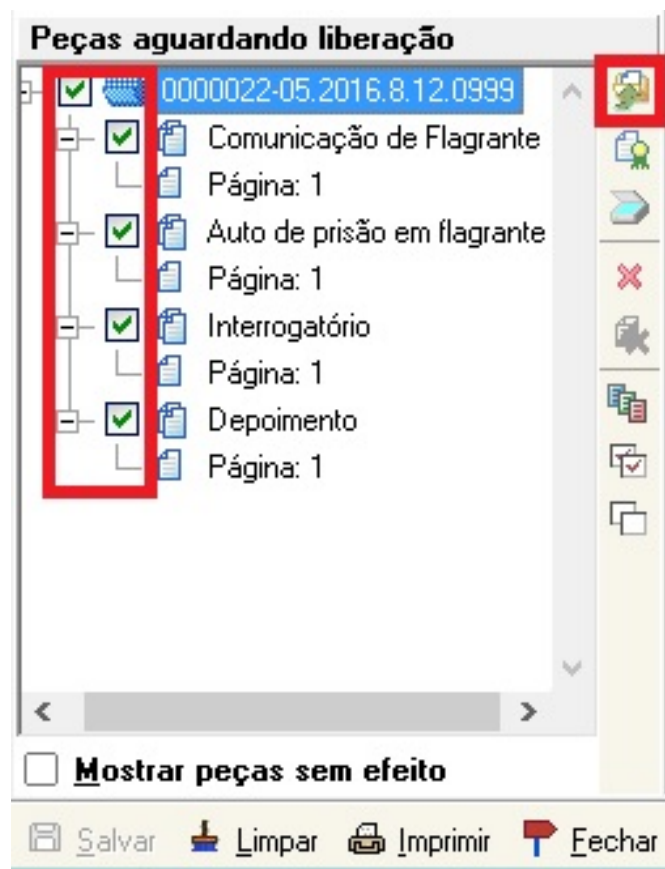 Peças aguardando liberação
0000022-05.2016.8.12.0999
Comunicação de Flagrante
Página: 1
Auto de prisão em flagrante
Página: 1
Interrogatório
Página: 1
Depoimento
Página: 1
Mostrar peças sem efeito
Salvar Limpar Imprimir Fechar